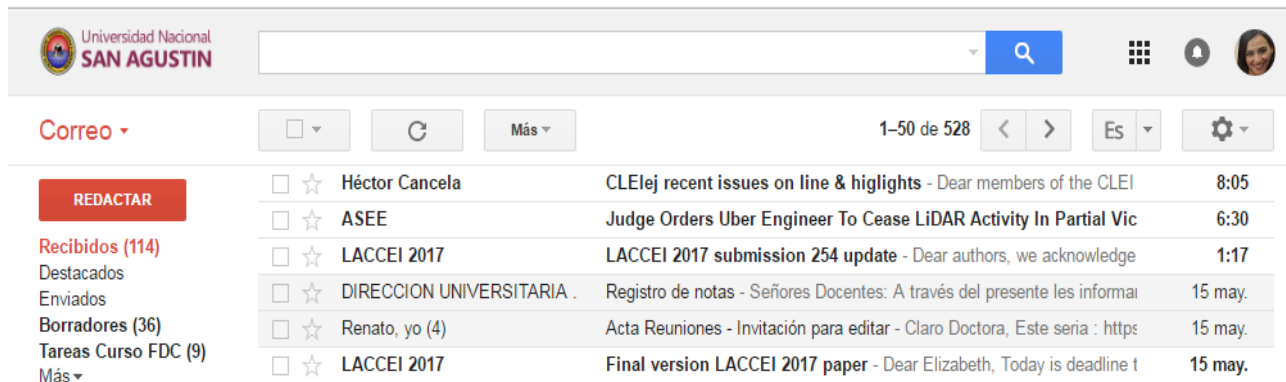 Universidad Nacional
SAN AGUSTIN
Correo
Más
1–50 de 528
Es
REDACTAR
Recibidos (114)
Destacados
Enviados
Borradores (36)
Tareas Curso FDC (9)
Más
Héctor Cancela CLEIej recent issues on line & higlights - Dear members of the CLEI 8:05
ASEE Judge Orders Uber Engineer To Cease LiDAR Activity In Partial Vic 6:30
LACCEI 2017 LACCEI 2017 submission 254 update - Dear authors, we acknowledge 1:17
DIRECCION UNIVERSITARIA . Registro de notas - Señores Docentes: A través del presente les informa 15 may.
Renato, yo (4) Acta Reuniones - Invitación para editar - Claro Doctora, Este seria : https 15 may.
LACCEI 2017 Final version LACCEI 2017 paper - Dear Elizabeth, Today is deadline t 15 may.